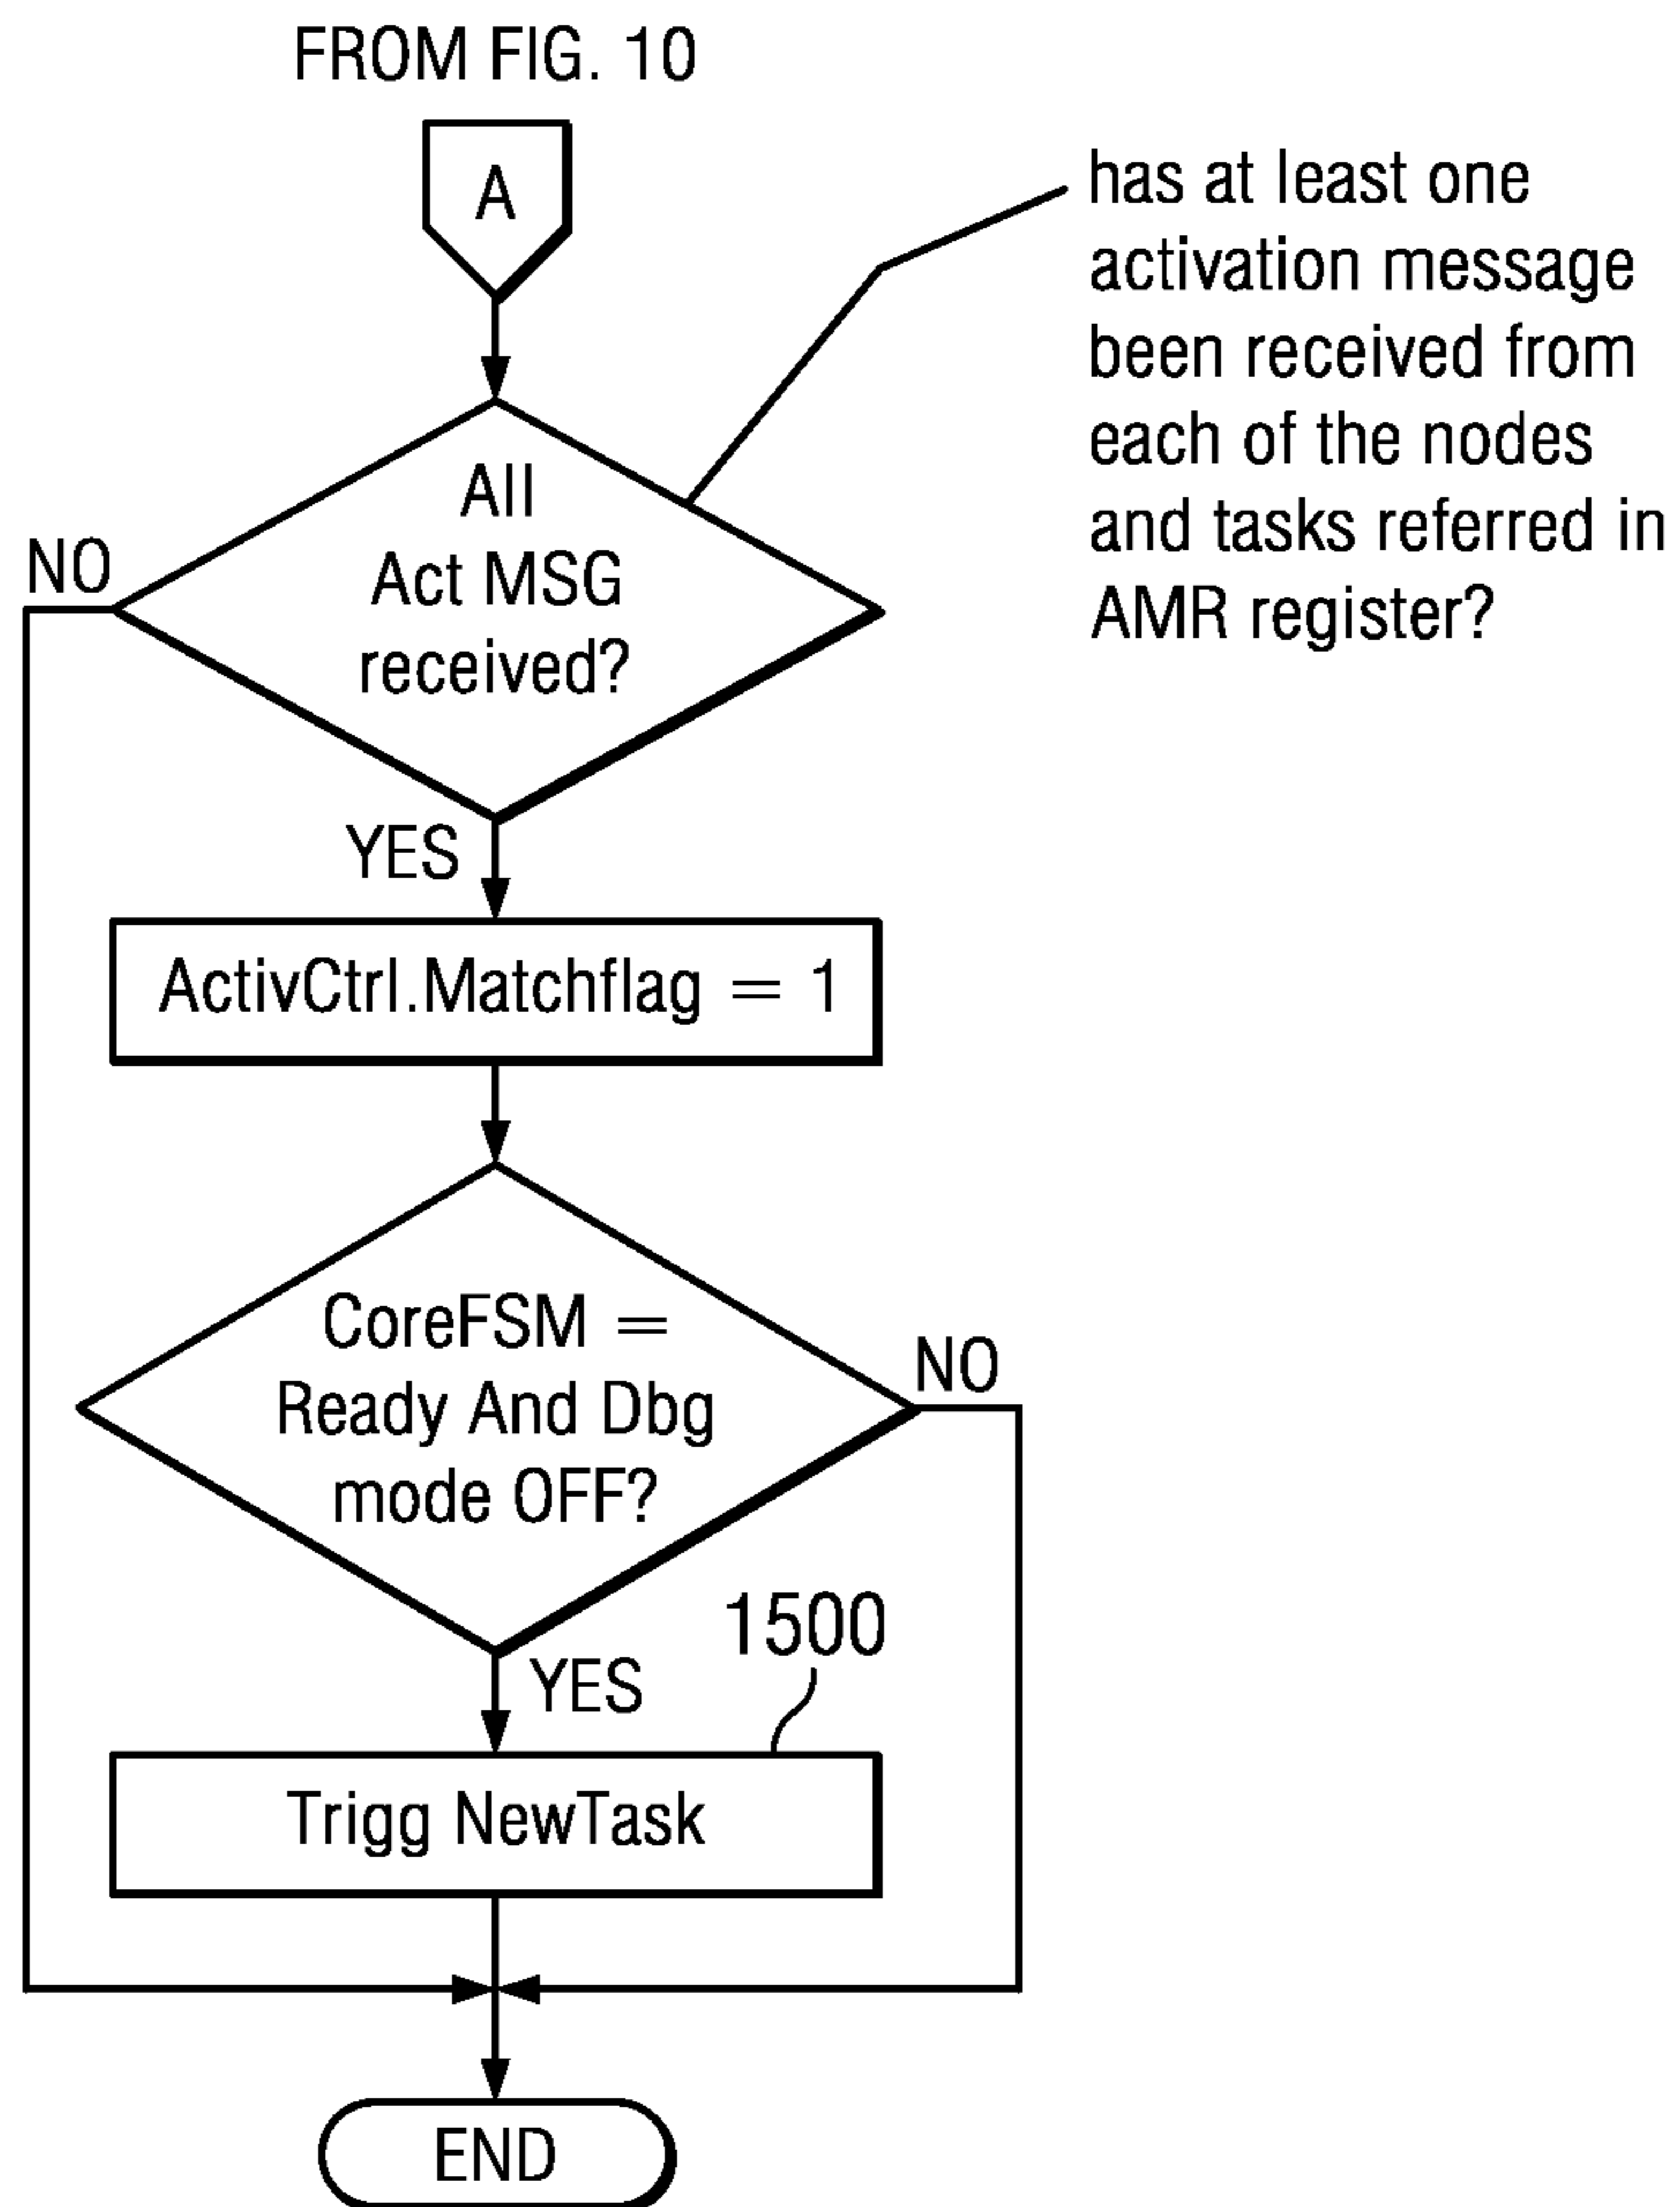 FROM FIG. 10
A
has at least one
activation message
been received from
each of the nodes
and tasks referred in
AMR register?
All
Act MSG
received?
NO
YES
ActivCtrl.Matchflag = 1
CoreFSM =
Ready And Dbg
mode OFF?
NO
YES
1500
Trigg NewTask
END